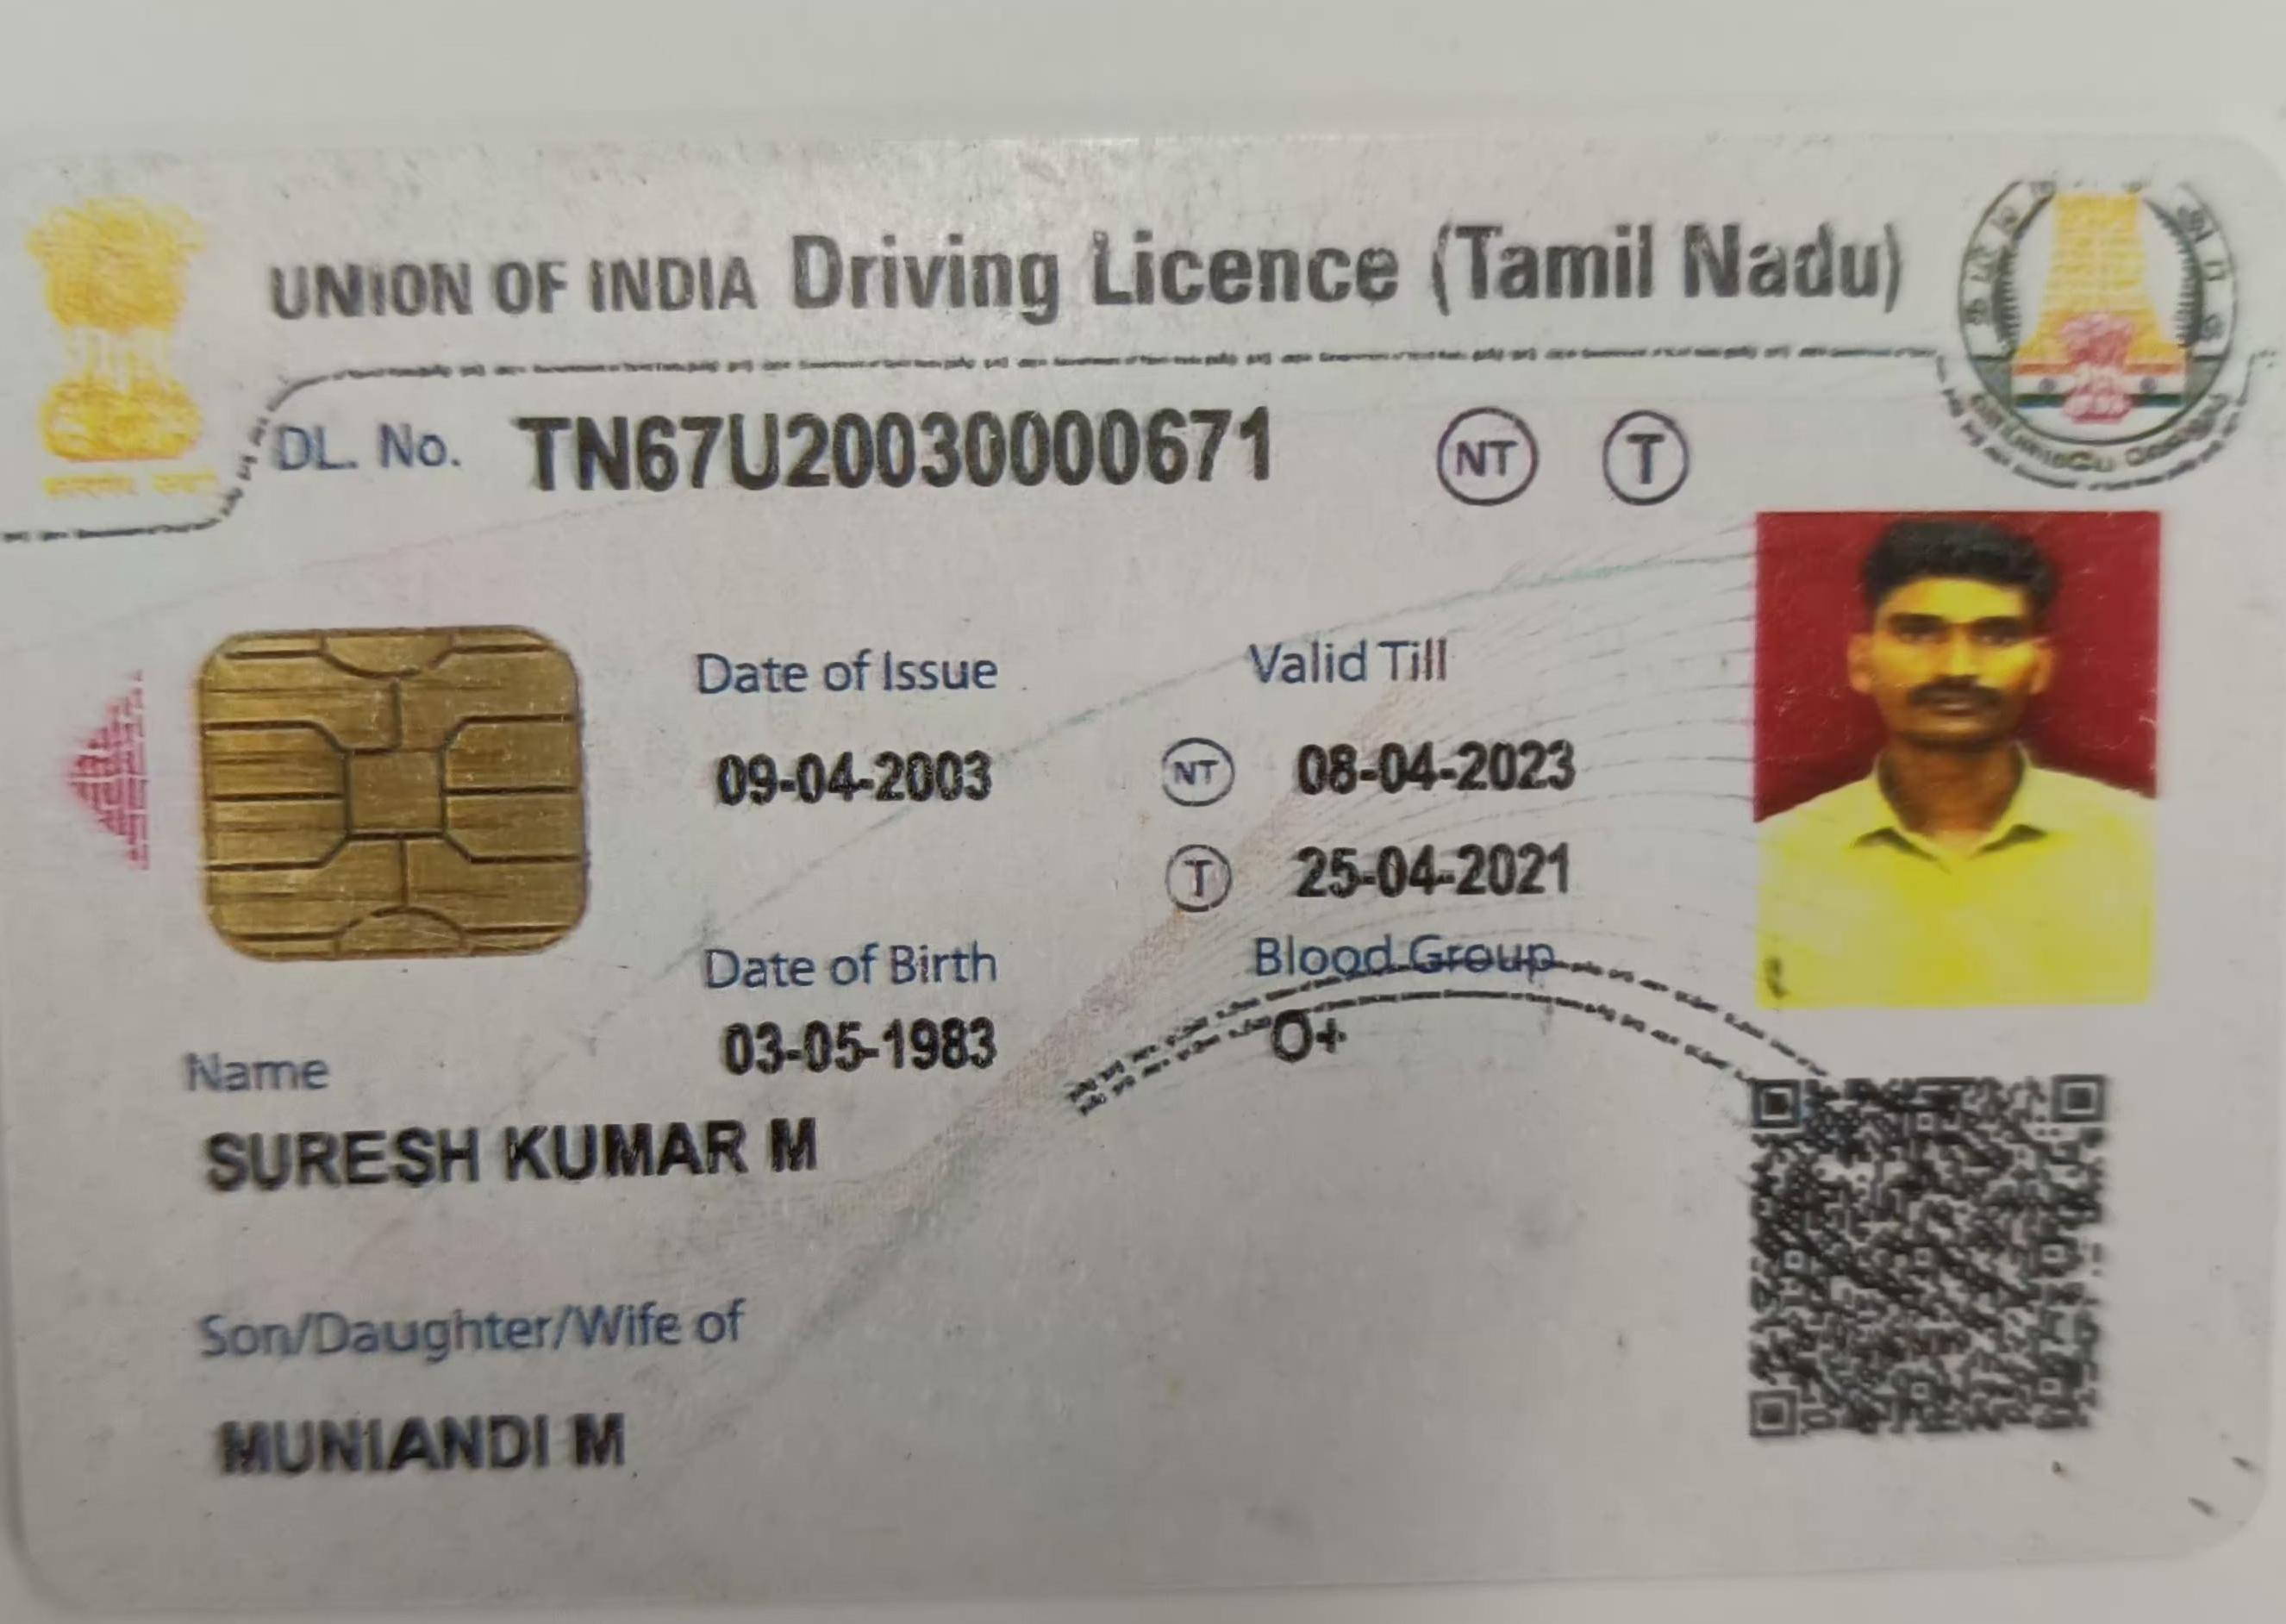 UNION OF INDIA Driving Licence (Tamil Nadu)
DL. No. TN67U20030000671 NT T
Date of Issue Valid Till
09-04-2003 NT 08-04-2023
T 25-04-2021
Date of Birth Blood Group
03-05-1983 O+
Name
SURESH KUMAR M
Son/Daughter/Wife of
MUNIANDI M